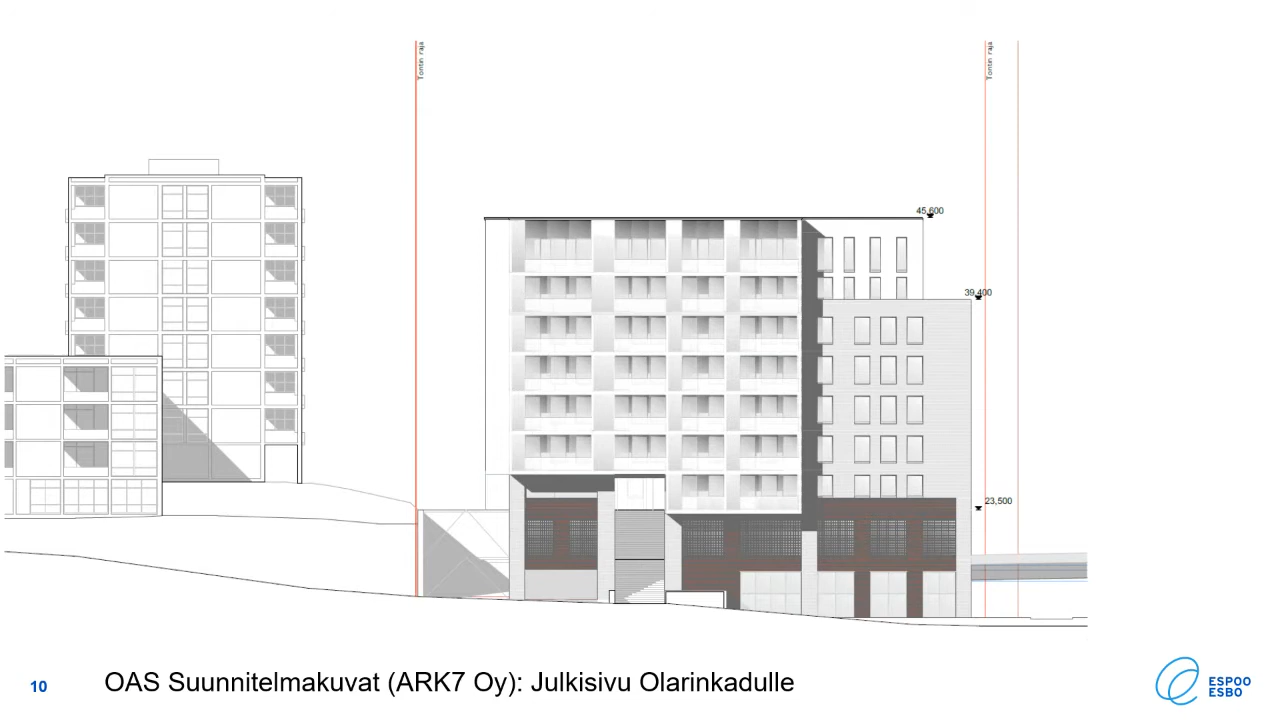 Tontin raja
Tontin raja
45,600
39,400
23,500
10
OAS Suunnitelmakuvat (ARK7 Oy): Julkisivu Olarinkadulle
ESPOO
ESBO